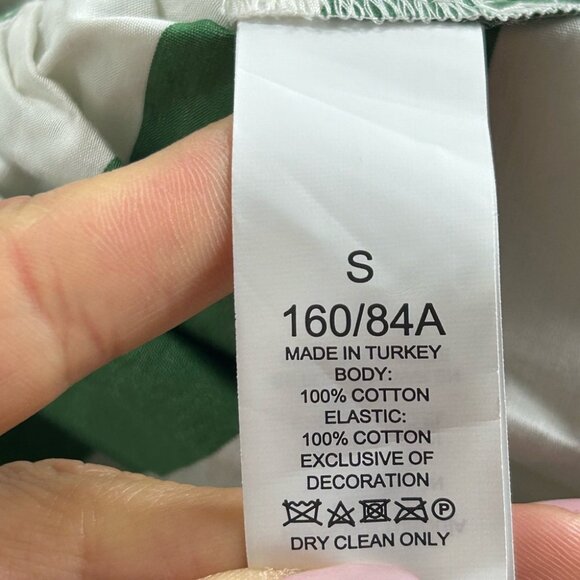 S
160/84A
MADE IN TURKEY
BODY:
100% COTTON
ELASTIC:
100% COTTON
EXCLUSIVE OF
DECORATION
P
DRY CLEAN ONLY